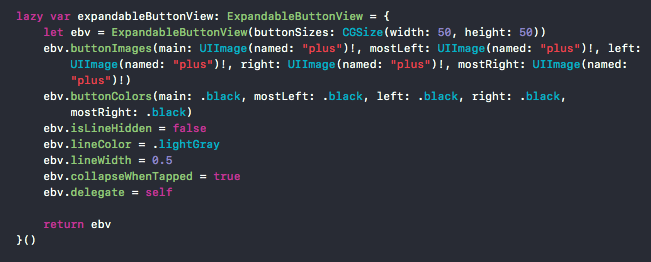 lazy var expandableButtonView: ExpandableButtonView = {
let ebv = ExpandableButtonView(buttonSizes: CGSize(width: 50, height: 50))
ebv.buttonImages(main: UIImage(named: "plus")!, mostLeft: UIImage(named: "plus")!, left:
UIImage(named: "plus")!, right: UIImage(named: "plus")!, mostRight: UIImage(named:
"plus")!)
ebv.buttonColors(main: .black, mostLeft: .black, left: .black, right: .black,
mostRight: .black)
ebv.isLineHidden = false
ebv.lineColor = .lightGray
ebv.lineWidth = 0.5
ebv.collapseWhenTapped = true
ebv.delegate = self
return ebv
}()